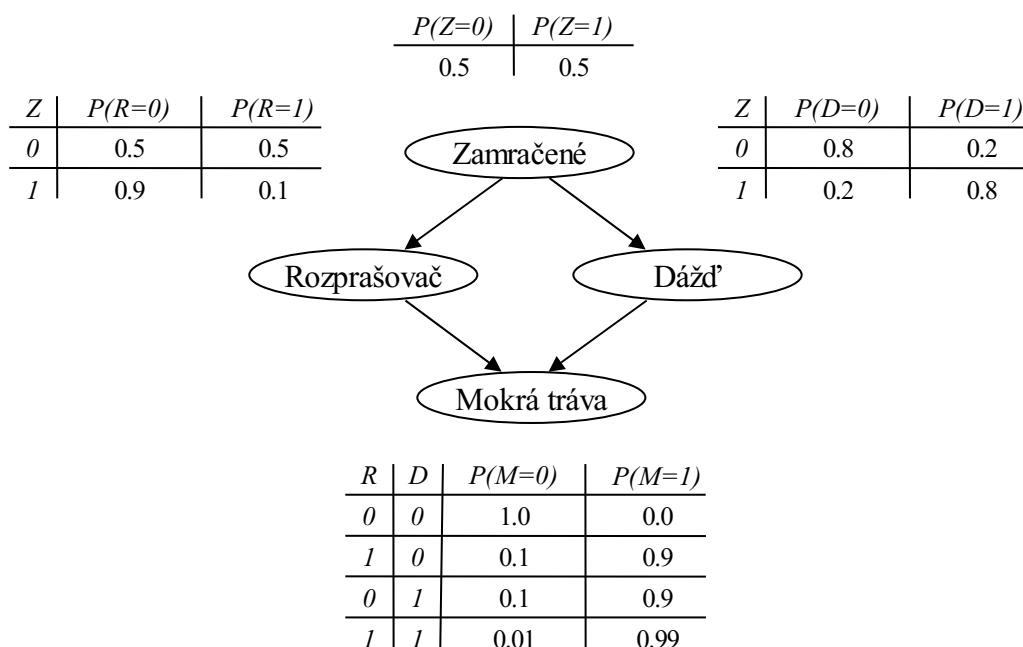 P(Z=0) P(Z=1)
0.5 0.5
Z P(R=0) P(R=1)
0 0.5 0.5
1 0.9 0.1
Z P(D=0) P(D=1)
0 0.8 0.2
1 0.2 0.8
Zamračené
Rozprašovač
Dážď
Mokrá tráva
R D P(M=0) P(M=1)
0 0 1.0 0.0
1 0 0.1 0.9
0 1 0.1 0.9
1 1 0.01 0.99